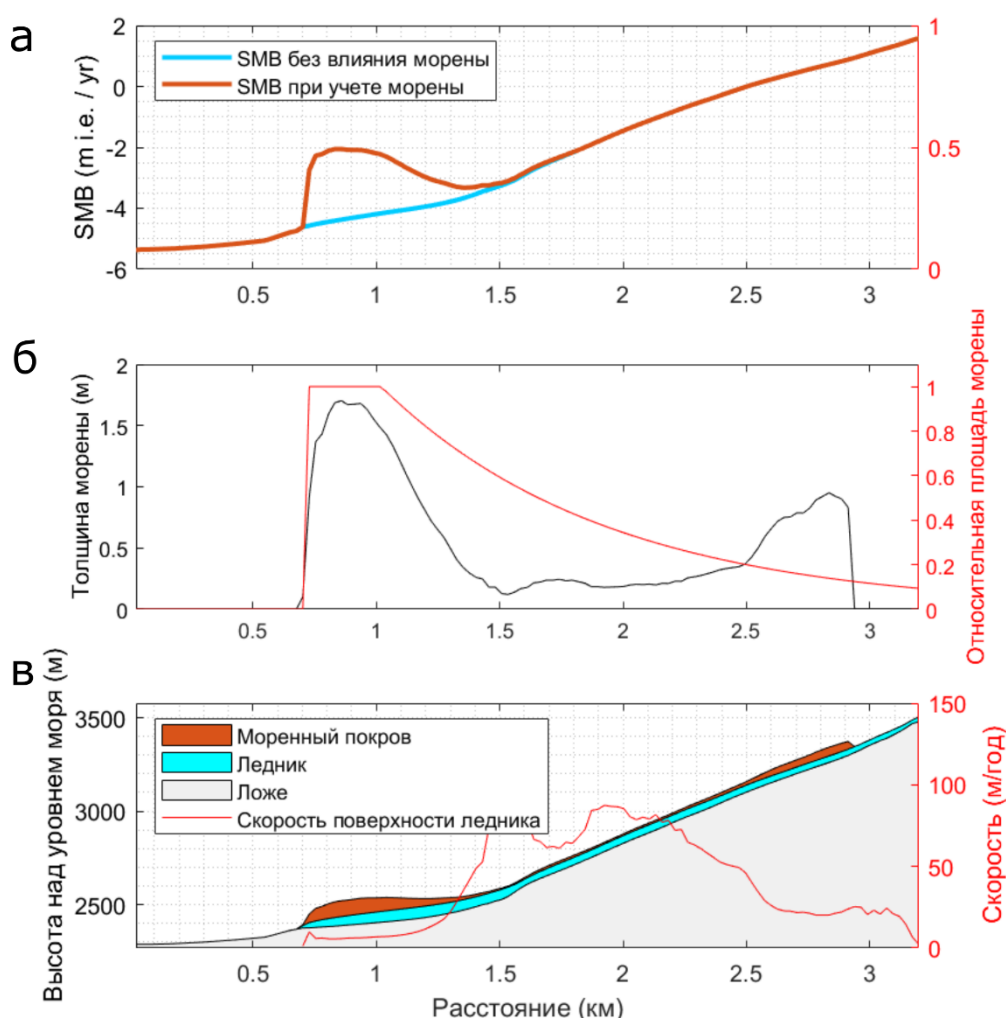 а
2
1
SMB без влияния морены
SMB при учете морены
0
-2
0.5
-4
-6
0
SMB (m i.e. / yr)
0.5
1
1.5
2
2.5
3
б
2
1
1.5
0.8
1
0.6
0.4
0.5
0.2
0
0
Толщина морены (м)
Относительная площадь морены
0.5
1
1.5
2
2.5
3
в
3500
150
Моренный покров
Ледник
Ложе
Скорость поверхности ледника
100
3000
50
2500
0
Высота над уровнем моря (м)
Скорость (м/год)
0.5
1
1.5
2
2.5
3
Расстояние (км)